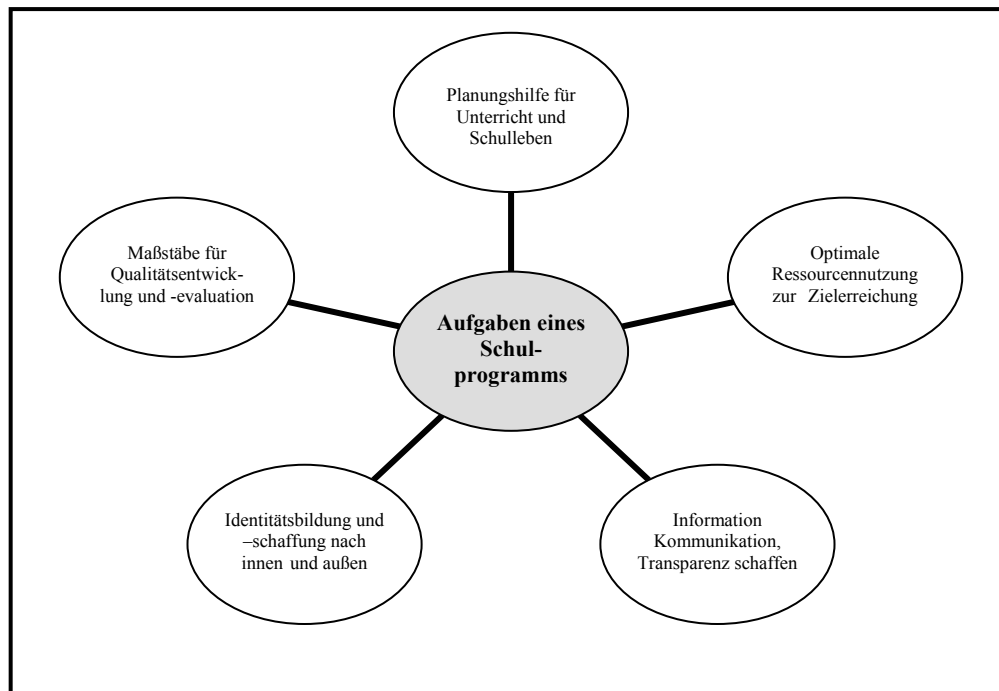 Planungshilfe für
Unterricht und
Schulleben
Maßstäbe für
Qualitätsentwick-
lung und -evaluation
Optimale
Ressourcennutzung
zur Zielerreichung
Aufgaben eines
Schul-
programms
Identitätsbildung und
–schaffung nach
innen und außen
Information
Kommunikation,
Transparenz schaffen